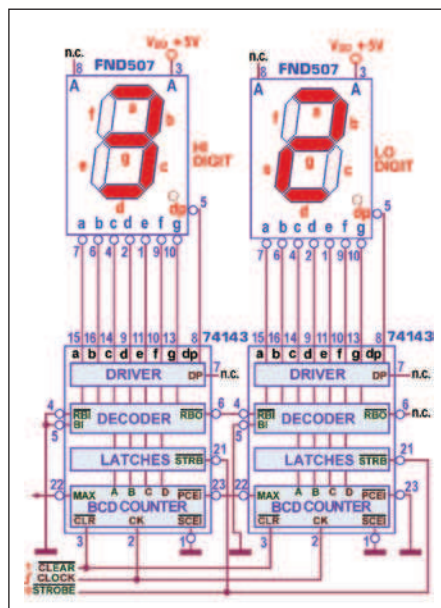 n.c. VDD +5V n.c. VDD +5V
8 FND507 3 8 FND507 3
A A A A
a a
f b f b
g g
e c e c
d d
HI DIGIT LO DIGIT
dp 5 dp 5
a b c d e f g a b c d e f g
7 6 4 2 1 9 10 7 6 4 2 1 9 10
15 16 14 9 11 10 13 8 74143 15 16 14 9 11 10 13 8 74143
a b c d e f g dp a b c d e f g dp
DP 7 n.c. DP 7 n.c.
DRIVER DRIVER
4 RBI DECODER RBO 6 4 RBI DECODER RBO 6 n.c.
5 BI 5 BI
LATCHES STRB 21 LATCHES STRB 21
22 MAX A B C D PCEI 23 22 MAX A B C D PCEI 23
BCD COUNTER BCD COUNTER
CLR CK SCEI CLR CK SCEI
3 2 1 3 2 1
CLEAR
CLOCK
STROBE